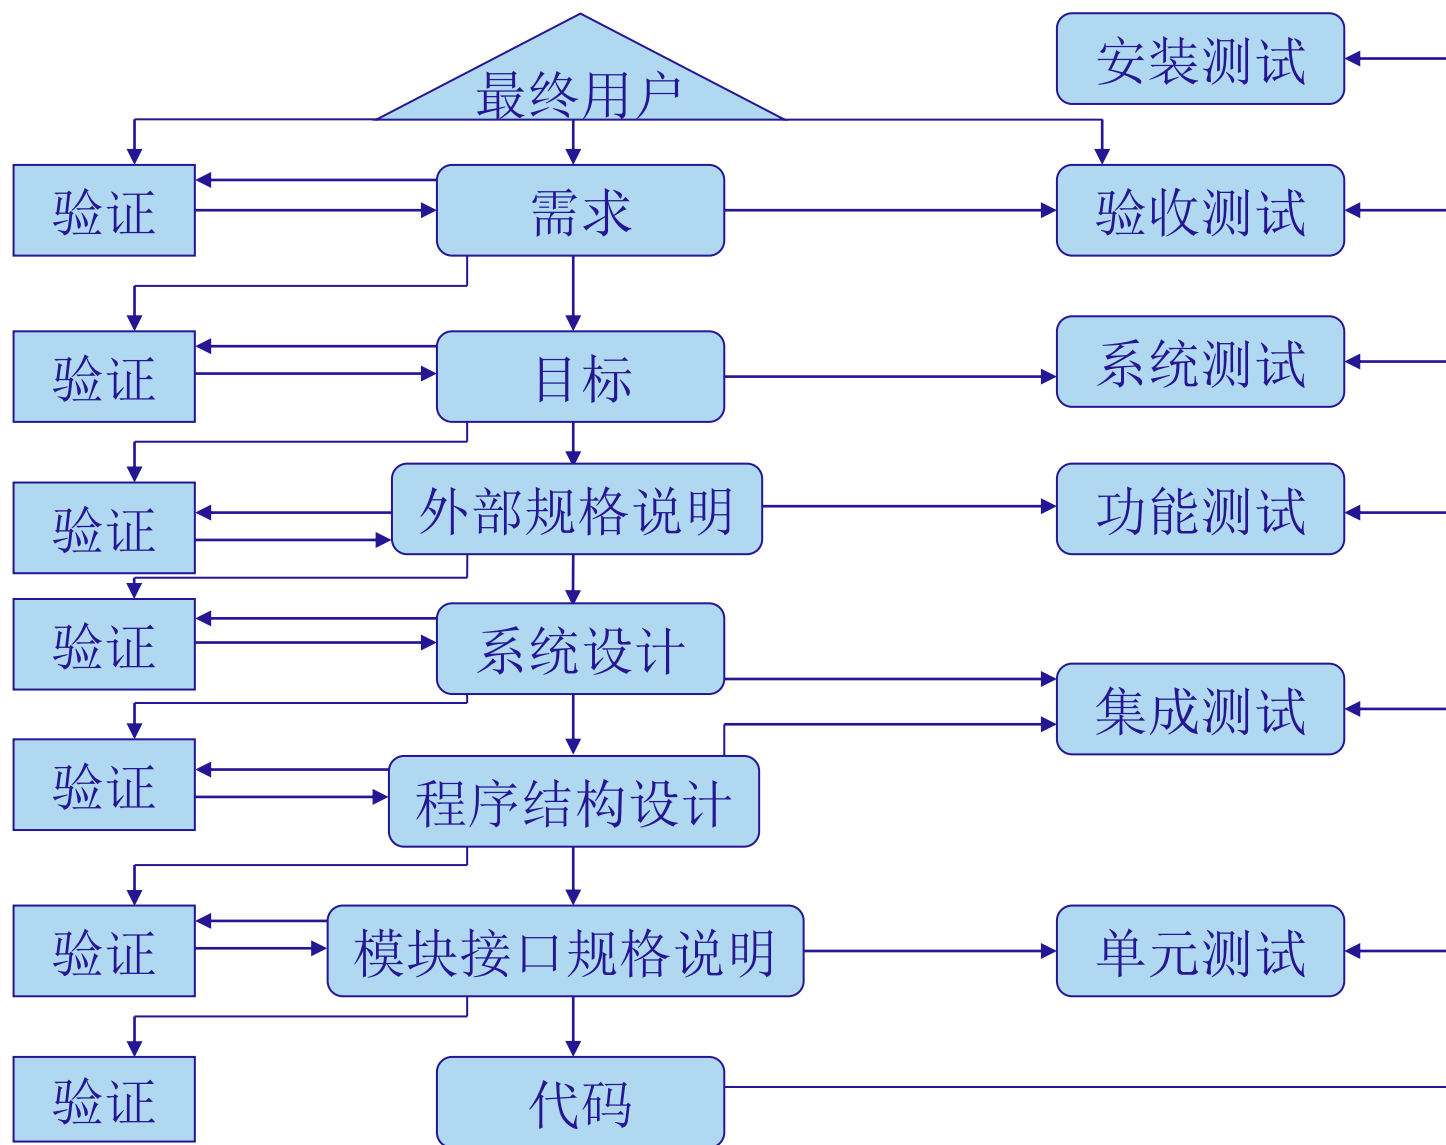 最终用户
安装测试
验证
需求
验收测试
验证
目标
系统测试
验证
外部规格说明
功能测试
验证
系统设计
集成测试
验证
程序结构设计
验证
模块接口规格说明
单元测试
验证
代码